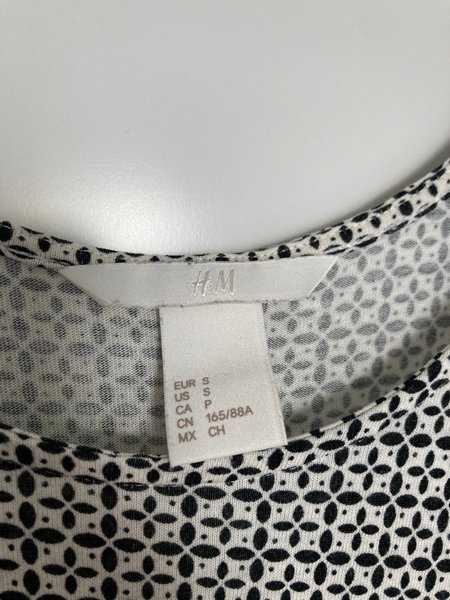 H&M
EUR S
US S
CA P
CN 165/88A
MX CH